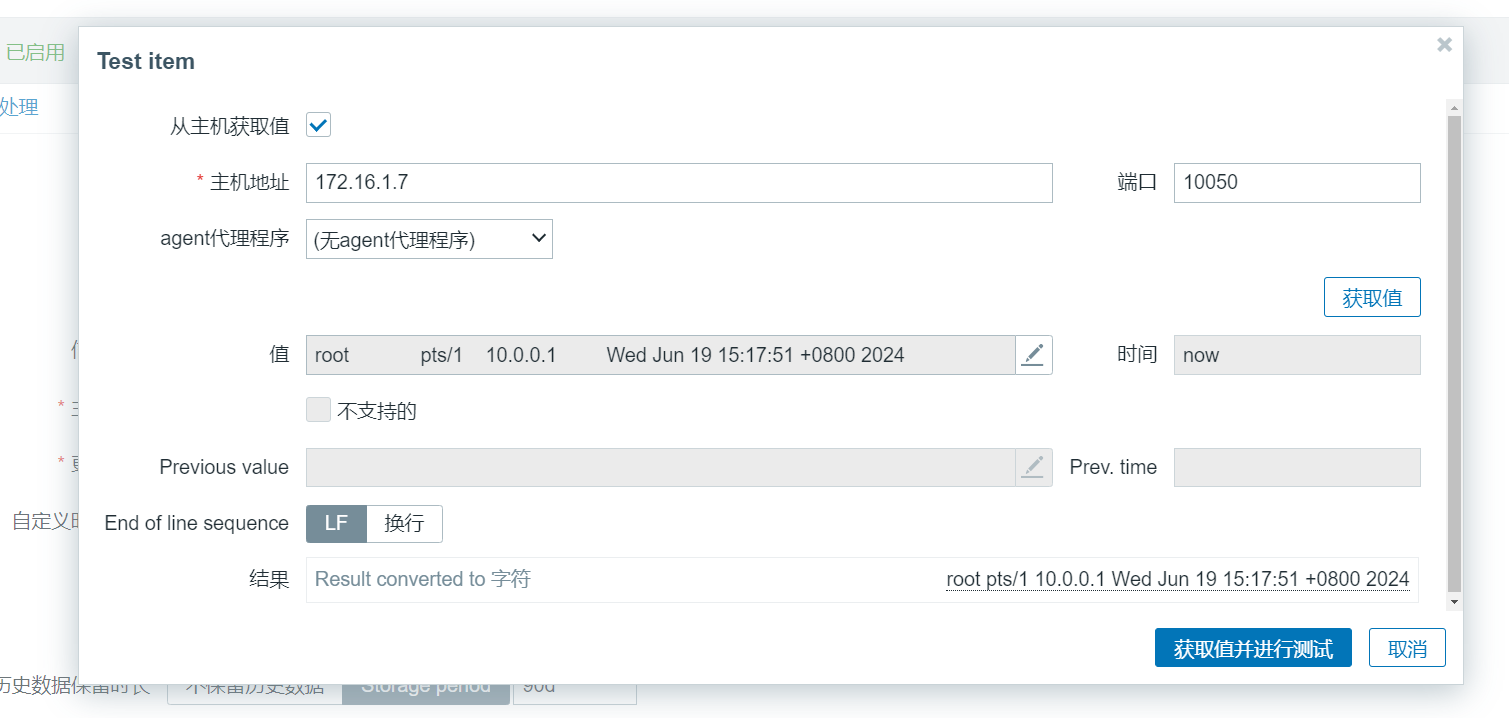 已启用
Test item
处理
从主机获取值
* 主机地址 172.16.1.7 端口 10050
agent代理程序 (无agent代理程序)
获取值
值 root pts/1 10.0.0.1 Wed Jun 19 15:17:51 +0800 2024 时间 now
不支持的
*
Previous value Prev. time
*
自定义 End of line sequence LF 换行
结果 Result converted to 字符 root pts/1 10.0.0.1 Wed Jun 19 15:17:51 +0800 2024
获取值并进行测试 取消
历史数据保留时长 不保留历史数据 Storage period 90d